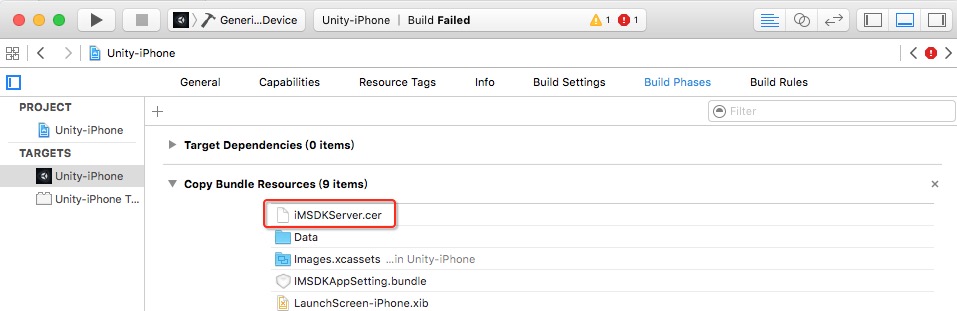 Generi...Device
Unity-iPhone | Build Failed
1
1
Unity-iPhone
General
Capabilities
Resource Tags
Info
Build Settings
Build Phases
Build Rules
PROJECT
Unity-iPhone
TARGETS
Unity-iPhone
Unity-iPhone T...
Filter
Target Dependencies (0 items)
Copy Bundle Resources (9 items)
iMSDKServer.cer
Data
Images.xcassets ...in Unity-iPhone
IMSDKAppSetting.bundle
LaunchScreen-iPhone.xib